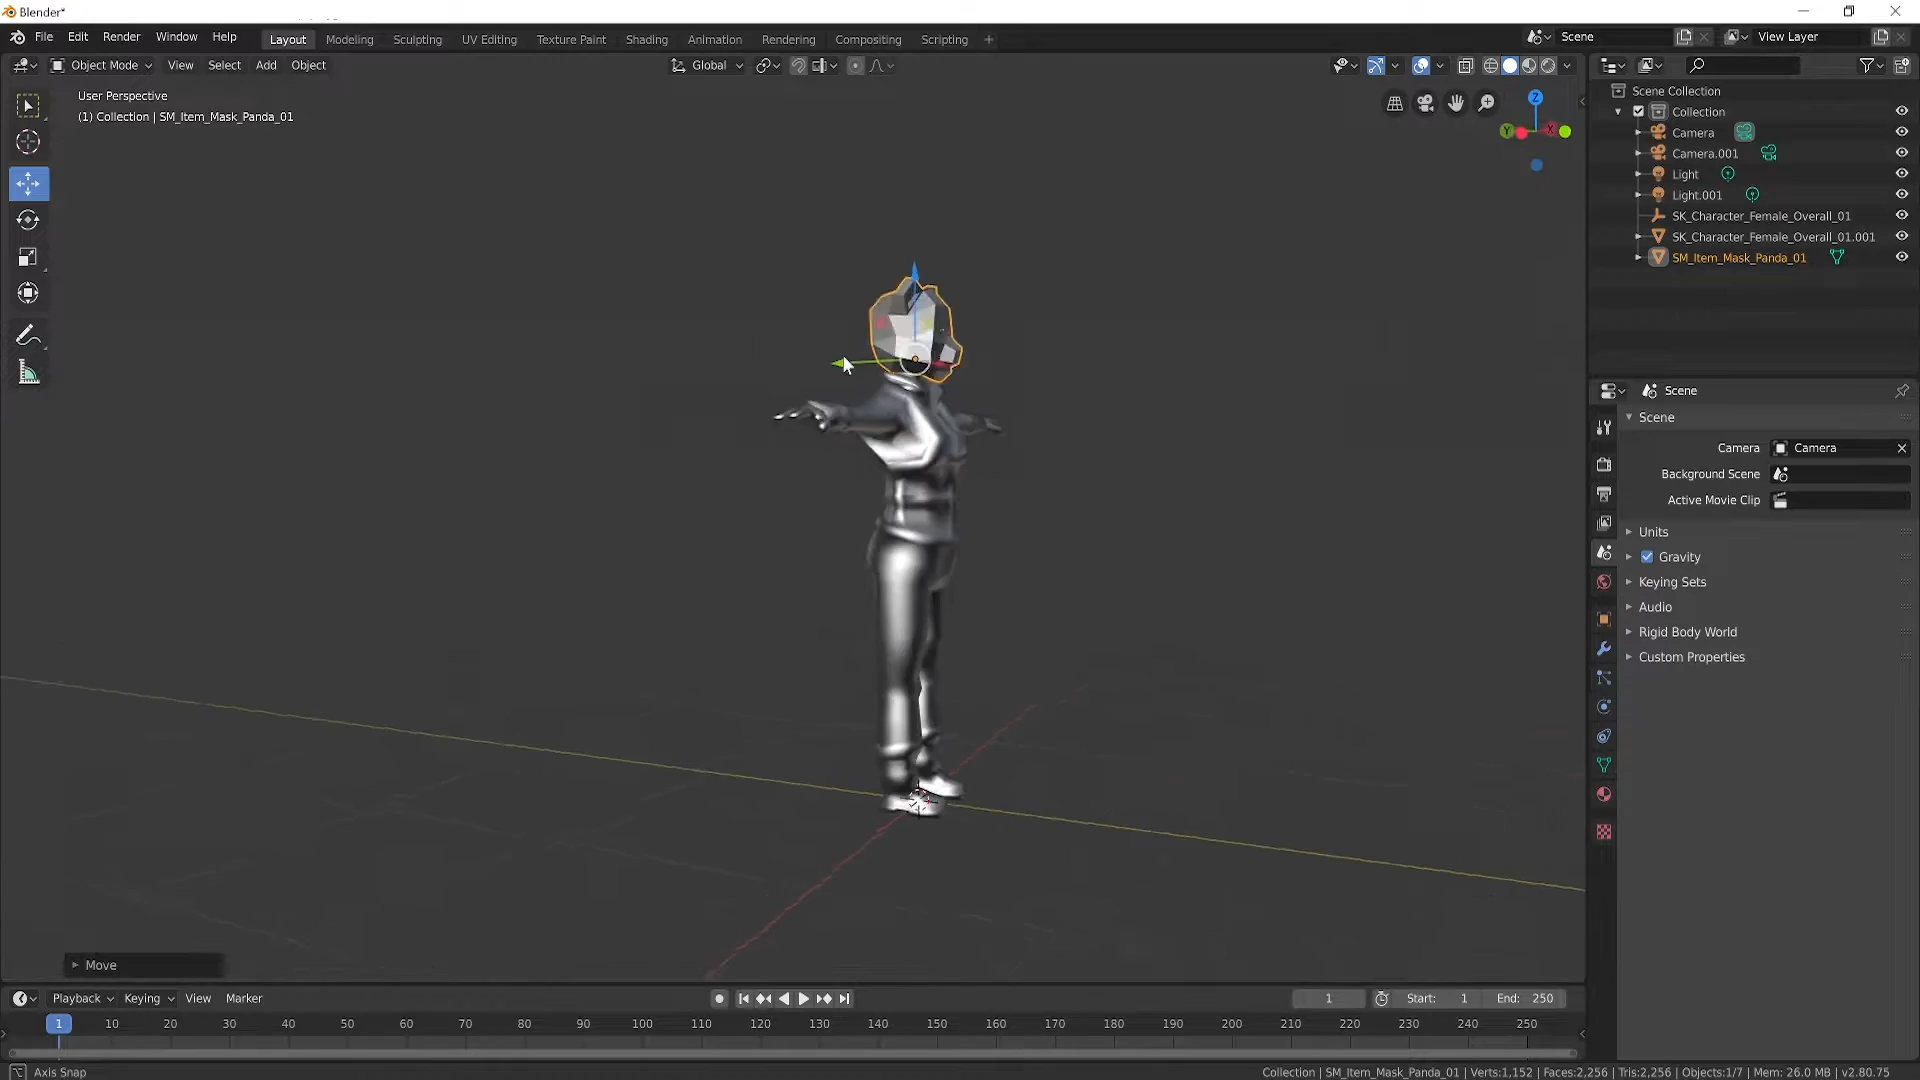 Blender*
File Edit Render Window Help
Layout Modeling Sculpting UV Editing Texture Paint Shading Animation Rendering Compositing Scripting +
Scene
View Layer
Object Mode View Select Add Object
Global
User Perspective
(1) Collection | SM_Item_Mask_Panda_01
Z
Y
X
Scene Collection
Collection
Camera
Camera.001
Light
Light.001
SK_Character_Female_Overall_01
SK_Character_Female_Overall_01.001
SM_Item_Mask_Panda_01
Scene
Scene
Camera Camera
Background Scene
Active Movie Clip
Units
Gravity
Keying Sets
Audio
Rigid Body World
Custom Properties
Move
Playback Keying View Marker
1 Start: 1 End: 250
1 10 20 30 40 50 60 70 80 90 100 110 120 130 140 150 160 170 180 190 200 210 220 230 240 250
Axis Snap
Collection | SM_Item_Mask_Panda_01 | Verts:1,152 | Faces:2,256 | Tris:2,256 | Objects:1/7 | Mem: 26.0 MB | v2.80.75